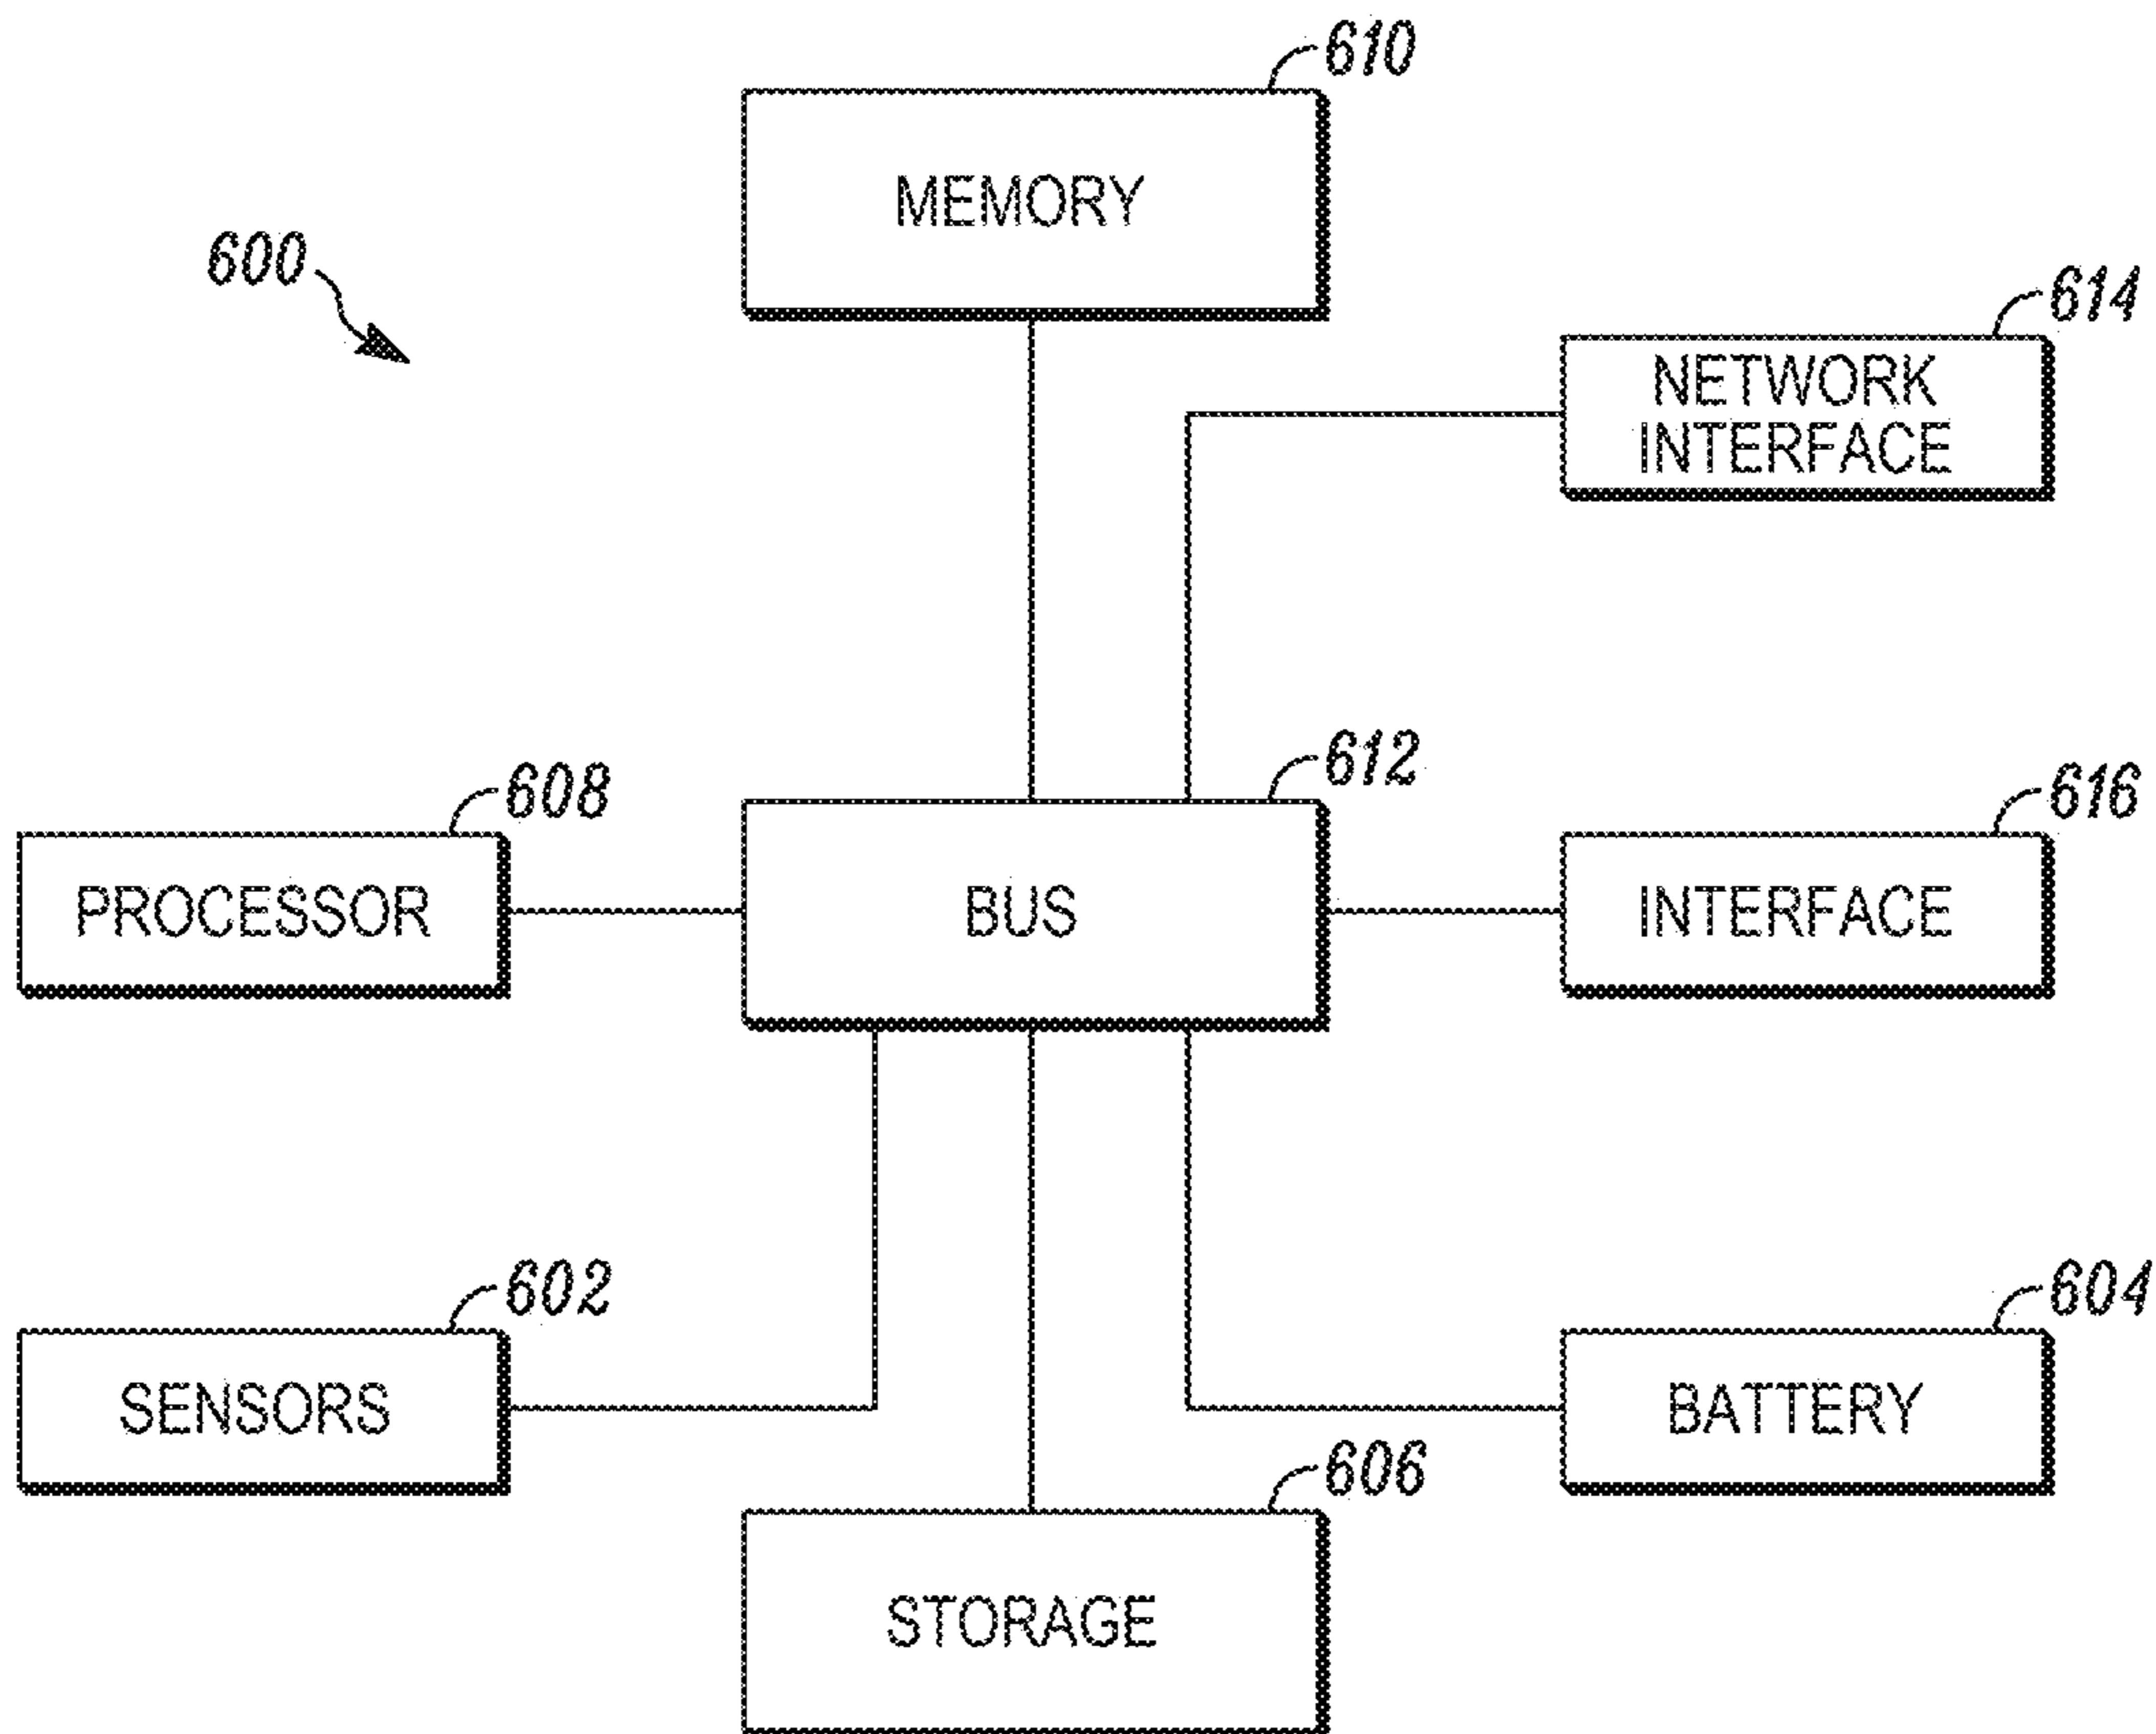 610
MEMORY
600
614
NETWORK
INTERFACE
612
608
616
PROCESSOR
BUS
INTERFACE
602
604
SENSORS
BATTERY
606
STORAGE